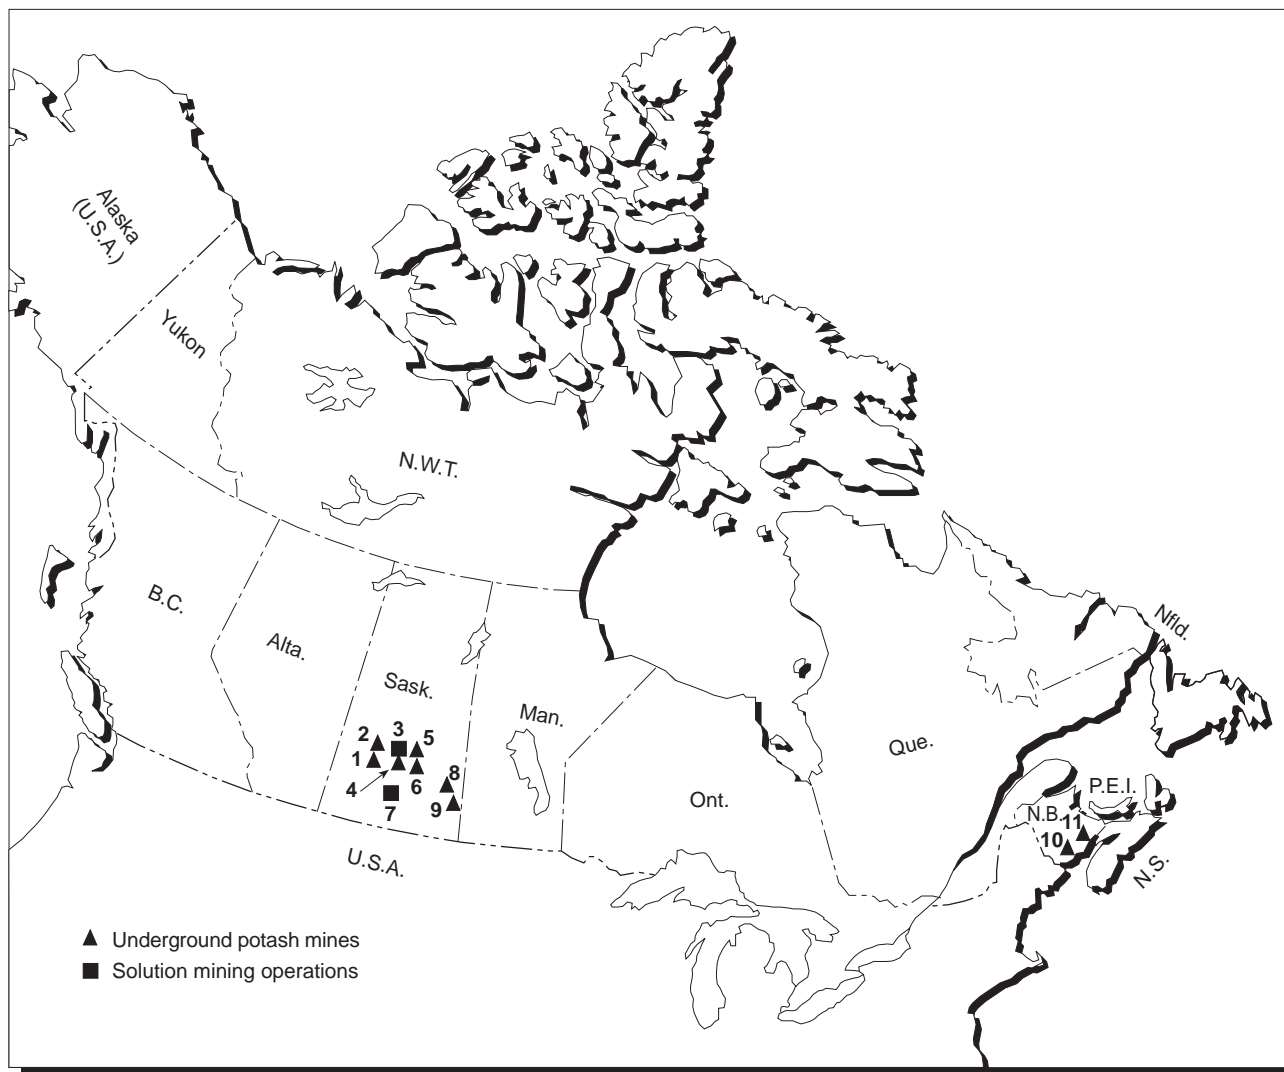 Alaska
(U.S.A.)
Yukon
N.W.T.
B.C.
Alta.
Sask.
Man.
Nfld.
Que.
Ont.
P.E.I.
N.B.
N.S.
U.S.A.
1
2
3
4
5
6
7
8
9
10
11
Underground potash mines
Solution mining operations